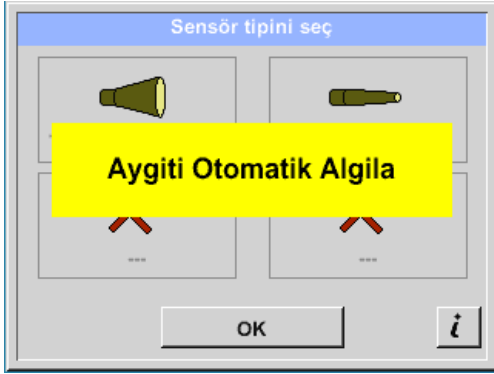 Sensör tipini seç
Aygiti Otomatik Algila
--- ---
OK i